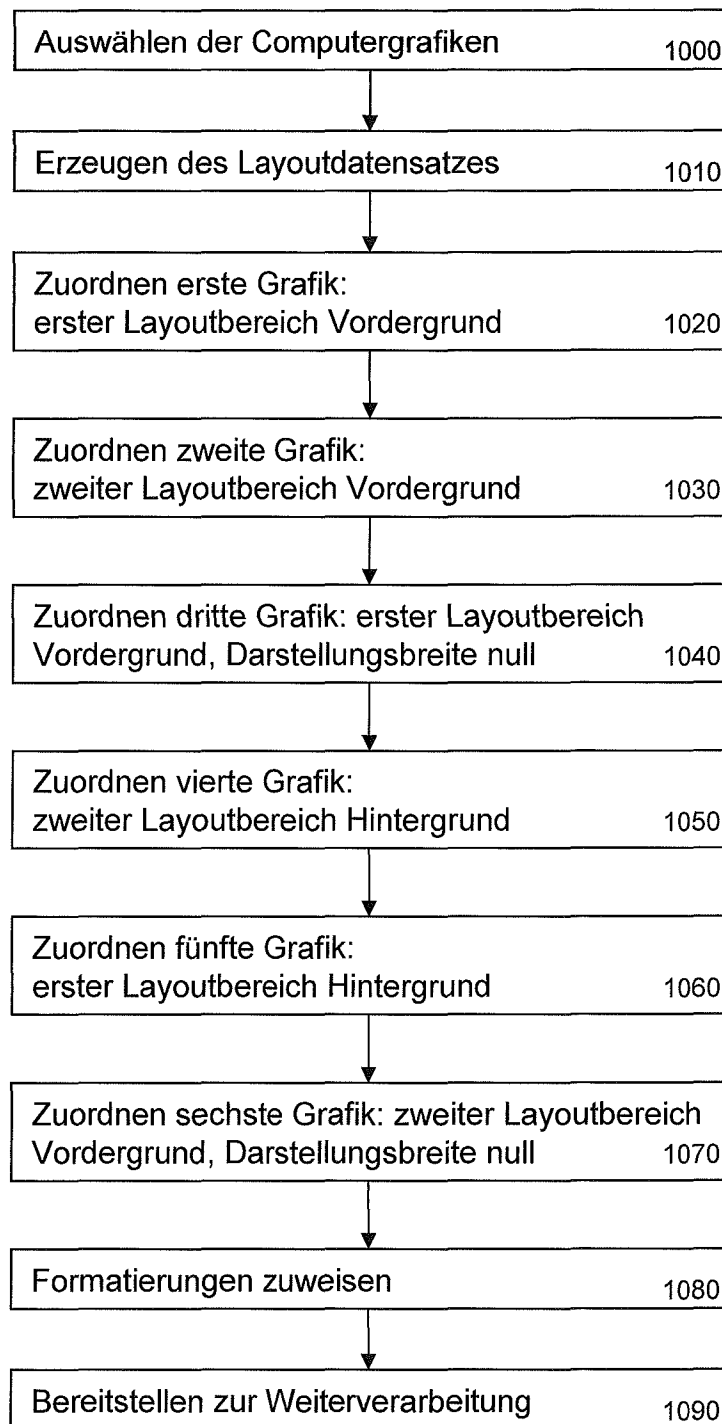 Auswählen der Computergrafiken 1000
Erzeugen des Layoutdatensatzes 1010
Zuordnen erste Grafik:
erster Layoutbereich Vordergrund 1020
Zuordnen zweite Grafik:
zweiter Layoutbereich Vordergrund 1030
Zuordnen dritte Grafik: erster Layoutbereich
Vordergrund, Darstellungsbreite null 1040
Zuordnen vierte Grafik:
zweiter Layoutbereich Hintergrund 1050
Zuordnen fünfte Grafik:
erster Layoutbereich Hintergrund 1060
Zuordnen sechste Grafik: zweiter Layoutbereich
Vordergrund, Darstellungsbreite null 1070
Formatierungen zuweisen 1080
Bereitstellen zur Weiterverarbeitung 1090